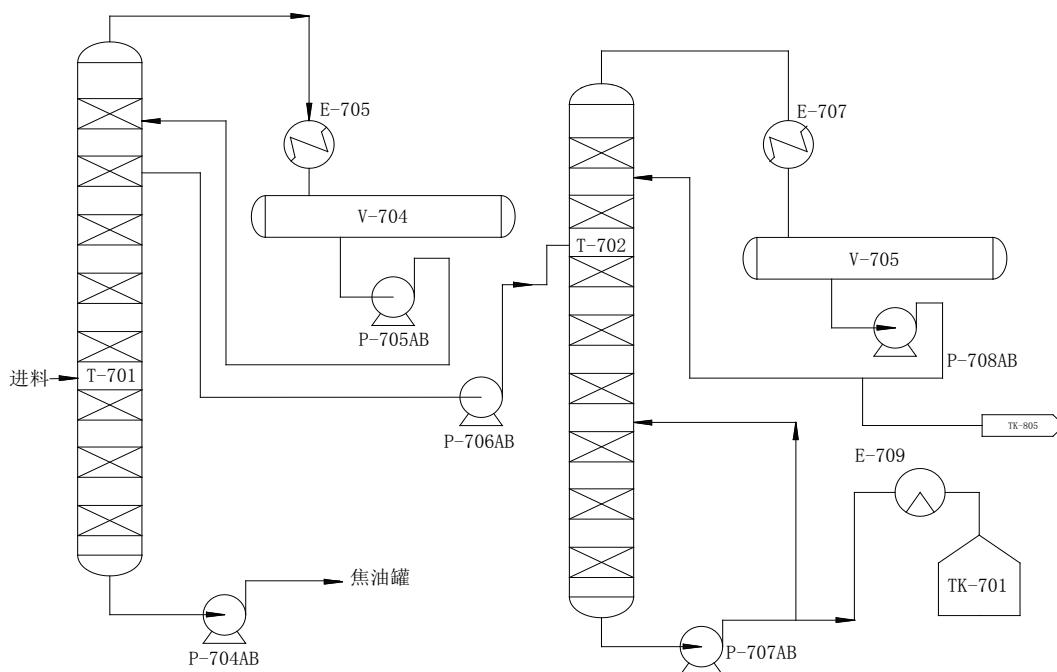 E-705
E-707
V-704
T-702
V-705
P-705AB
P-708AB
进料
T-701
TK-805
P-706AB
E-709
焦油罐
TK-701
P-704AB
P-707AB